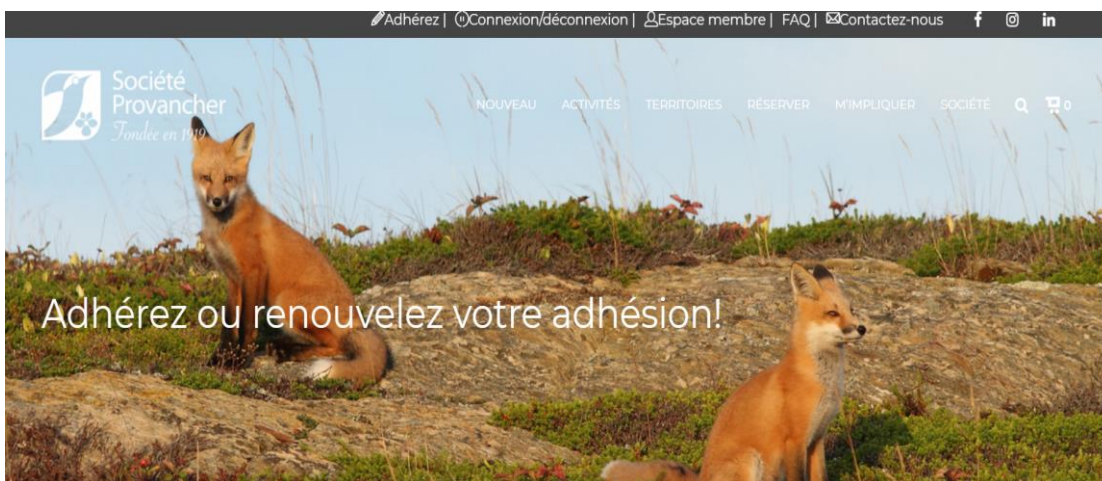 Adhérez | Connexion/déconnexion | Espace membre | FAQ | Contactez-nous
Société
Provancher
Fondée en 1919
NOUVEAU ACTIVITÉS TERRITOIRES RÉSERVER M'IMPLIQUER SOCIÉTÉ 0
Adhérez ou renouvelez votre adhésion!